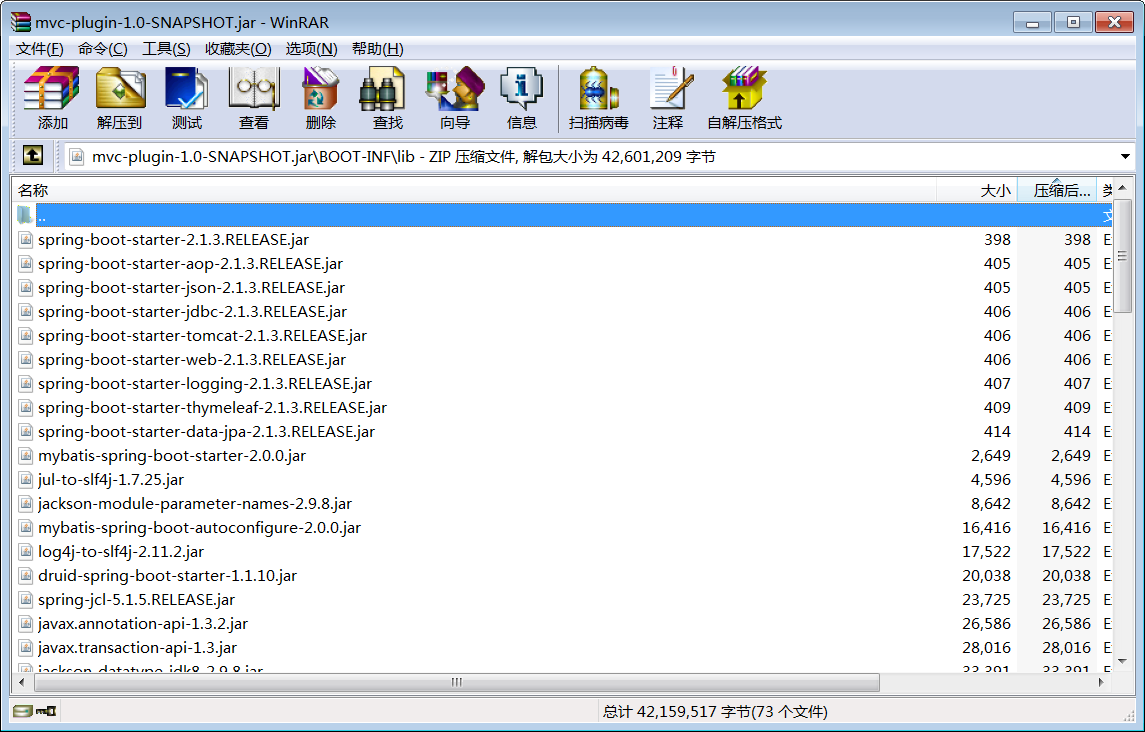 mvc-plugin-1.0-SNAPSHOT.jar - WinRAR
文件(F) 命令(C) 工具(S) 收藏夹(O) 选项(N) 帮助(H)
添加 解压到 测试 查看 删除 查找 向导 信息 扫描病毒 注释 自解压格式
mvc-plugin-1.0-SNAPSHOT.jar\BOOT-INF\lib - ZIP 压缩文件, 解包大小为 42,601,209 字节
名称 大小 压缩后... 类
.. 文
spring-boot-starter-2.1.3.RELEASE.jar 398 398 E
spring-boot-starter-aop-2.1.3.RELEASE.jar 405 405 E
spring-boot-starter-json-2.1.3.RELEASE.jar 405 405 E
spring-boot-starter-jdbc-2.1.3.RELEASE.jar 406 406 E
spring-boot-starter-tomcat-2.1.3.RELEASE.jar 406 406 E
spring-boot-starter-web-2.1.3.RELEASE.jar 406 406 E
spring-boot-starter-logging-2.1.3.RELEASE.jar 407 407 E
spring-boot-starter-thymeleaf-2.1.3.RELEASE.jar 409 409 E
spring-boot-starter-data-jpa-2.1.3.RELEASE.jar 414 414 E
mybatis-spring-boot-starter-2.0.0.jar 2,649 2,649 E
jul-to-slf4j-1.7.25.jar 4,596 4,596 E
jackson-module-parameter-names-2.9.8.jar 8,642 8,642 E
mybatis-spring-boot-autoconfigure-2.0.0.jar 16,416 16,416 E
log4j-to-slf4j-2.11.2.jar 17,522 17,522 E
druid-spring-boot-starter-1.1.10.jar 20,038 20,038 E
spring-jcl-5.1.5.RELEASE.jar 23,725 23,725 E
javax.annotation-api-1.3.2.jar 26,586 26,586 E
javax.transaction-api-1.3.jar 28,016 28,016 E
jackson-datatype-jdk8-2.9.8.jar 33,391 33,391 E
总计 42,159,517 字节(73 个文件)